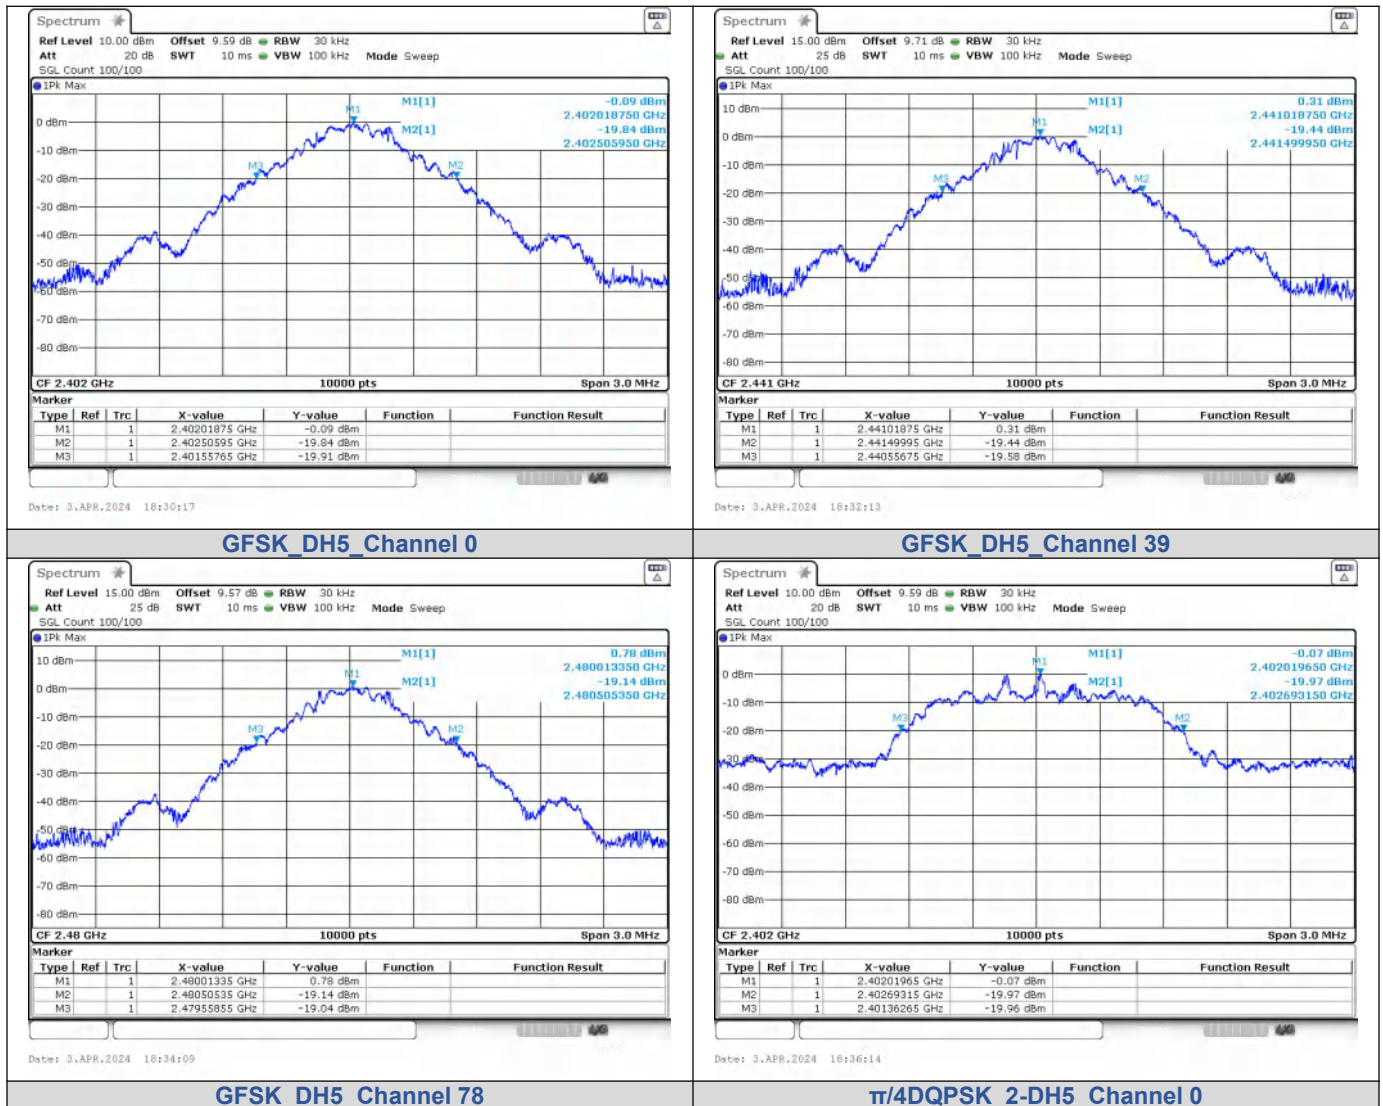 Spectrum
Ref Level 10.00 dBm Offset 9.59 dB RBW 30 kHz
Att 20 dB SWT 10 ms VBW 100 kHz Mode Sweep
SGL Count 100/100
1Pk Max
M1[1] -0.09 dBm
2.402018750 GHz
M2[1] -19.84 dBm
2.402505950 GHz
M1
M3
M2
0 dBm
-10 dBm
-20 dBm
-30 dBm
-40 dBm
-50 dBm
-60 dBm
-70 dBm
-80 dBm
CF 2.402 GHz 10000 pts Span 3.0 MHz
Marker
Type Ref Trc X-value Y-value Function Function Result
M1 1 2.40201875 GHz -0.09 dBm
M2 1 2.40250595 GHz -19.84 dBm
M3 1 2.40155765 GHz -19.91 dBm
Date: 3.APR.2024 18:30:17
GFSK_DH5_Channel 0
Spectrum
Ref Level 15.00 dBm Offset 9.71 dB RBW 30 kHz
Att 25 dB SWT 10 ms VBW 100 kHz Mode Sweep
SGL Count 100/100
1Pk Max
M1[1] 0.31 dBm
2.441018750 GHz
M2[1] -19.44 dBm
2.441499950 GHz
M1
M3
M2
10 dBm
0 dBm
-10 dBm
-20 dBm
-30 dBm
-40 dBm
-50 dBm
-60 dBm
-70 dBm
-80 dBm
CF 2.441 GHz 10000 pts Span 3.0 MHz
Marker
Type Ref Trc X-value Y-value Function Function Result
M1 1 2.44101875 GHz 0.31 dBm
M2 1 2.44149995 GHz -19.44 dBm
M3 1 2.44055675 GHz -19.58 dBm
Date: 3.APR.2024 18:32:13
GFSK_DH5_Channel 39
Spectrum
Ref Level 15.00 dBm Offset 9.57 dB RBW 30 kHz
Att 25 dB SWT 10 ms VBW 100 kHz Mode Sweep
SGL Count 100/100
1Pk Max
M1[1] 0.78 dBm
2.480013350 GHz
M2[1] -19.14 dBm
2.480505350 GHz
M1
M3
M2
10 dBm
0 dBm
-10 dBm
-20 dBm
-30 dBm
-40 dBm
-50 dBm
-60 dBm
-70 dBm
-80 dBm
CF 2.48 GHz 10000 pts Span 3.0 MHz
Marker
Type Ref Trc X-value Y-value Function Function Result
M1 1 2.48001335 GHz 0.78 dBm
M2 1 2.48050535 GHz -19.14 dBm
M3 1 2.47955855 GHz -19.04 dBm
Date: 3.APR.2024 18:34:09
GFSK_DH5_Channel 78
Spectrum
Ref Level 10.00 dBm Offset 9.59 dB RBW 30 kHz
Att 20 dB SWT 10 ms VBW 100 kHz Mode Sweep
SGL Count 100/100
1Pk Max
M1[1] -0.07 dBm
2.402019650 GHz
M2[1] -19.97 dBm
2.402693150 GHz
M1
M3
M2
0 dBm
-10 dBm
-20 dBm
-30 dBm
-40 dBm
-50 dBm
-60 dBm
-70 dBm
-80 dBm
CF 2.402 GHz 10000 pts Span 3.0 MHz
Marker
Type Ref Trc X-value Y-value Function Function Result
M1 1 2.40201965 GHz -0.07 dBm
M2 1 2.40269315 GHz -19.97 dBm
M3 1 2.40136265 GHz -19.96 dBm
Date: 3.APR.2024 18:36:14
π/4DQPSK_2-DH5_Channel 0